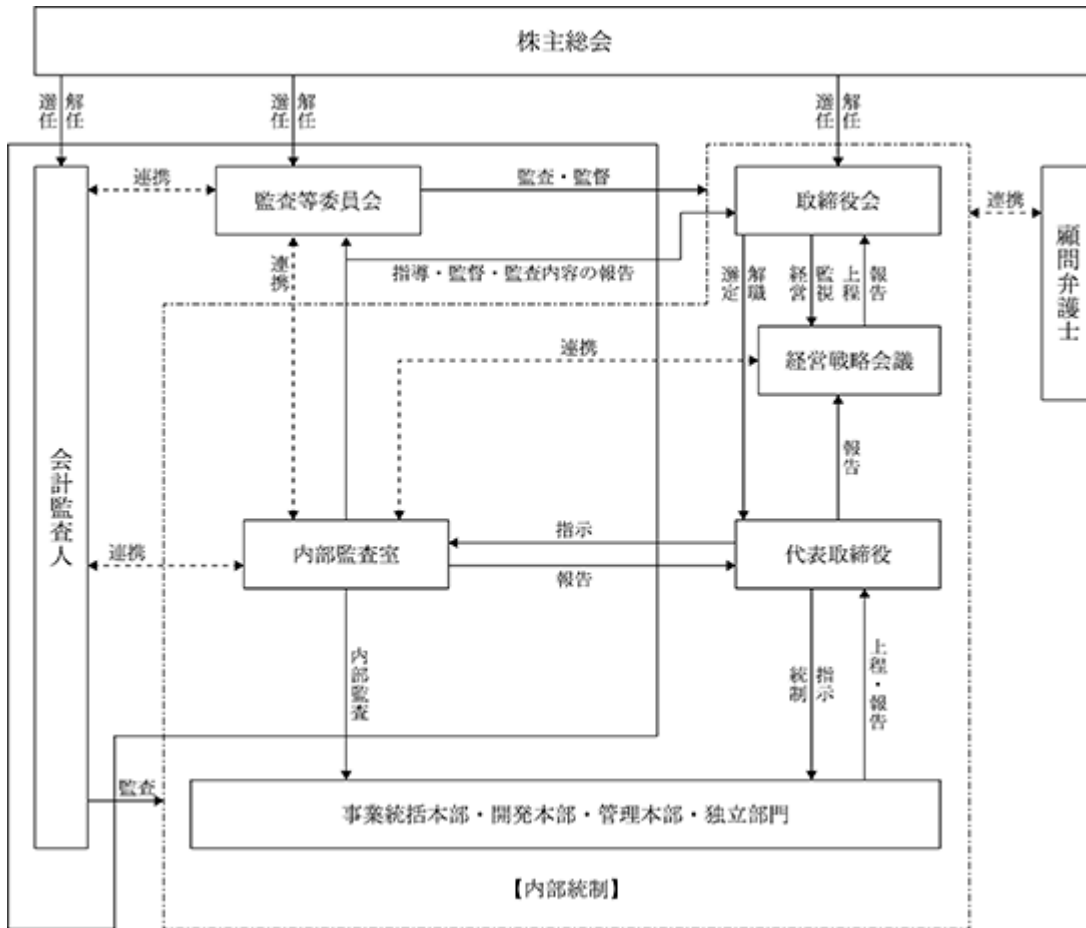 株主総会
選任
解任
選任
解任
選任
解任
連携
監査等委員会
監査・監督
取締役会
連携
顧問弁護士
連携
指導・監督・監査内容の報告
選定
解職
経営
監視
上程
報告
連携
経営戦略会議
報告
会計監査人
連携
内部監査室
指示
報告
代表取締役
内部監査
統制
指示
上程・報告
監査
事業統括本部・開発本部・管理本部・独立部門
【内部統制】